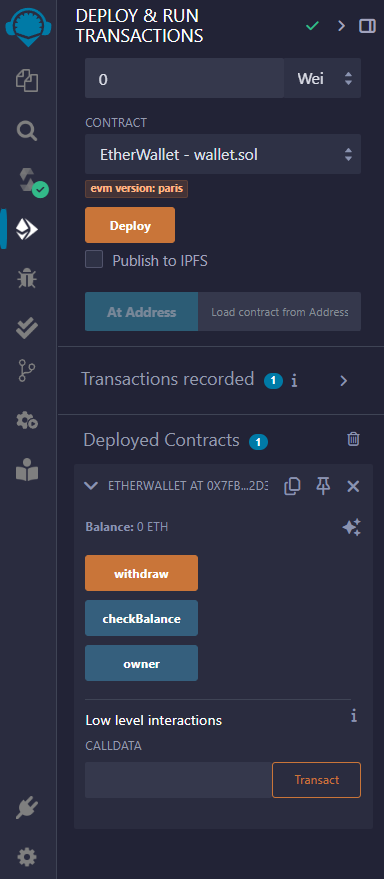 DEPLOY & RUN
TRANSACTIONS
0
Wei
CONTRACT
EtherWallet - wallet.sol
evm version: paris
Deploy
Publish to IPFS
At Address
Load contract from Address
Transactions recorded 1 i
Deployed Contracts 1
ETHERWALLET AT 0X7FB...2D3
Balance: 0 ETH
withdraw
checkBalance
owner
Low level interactions i
CALLDATA
Transact